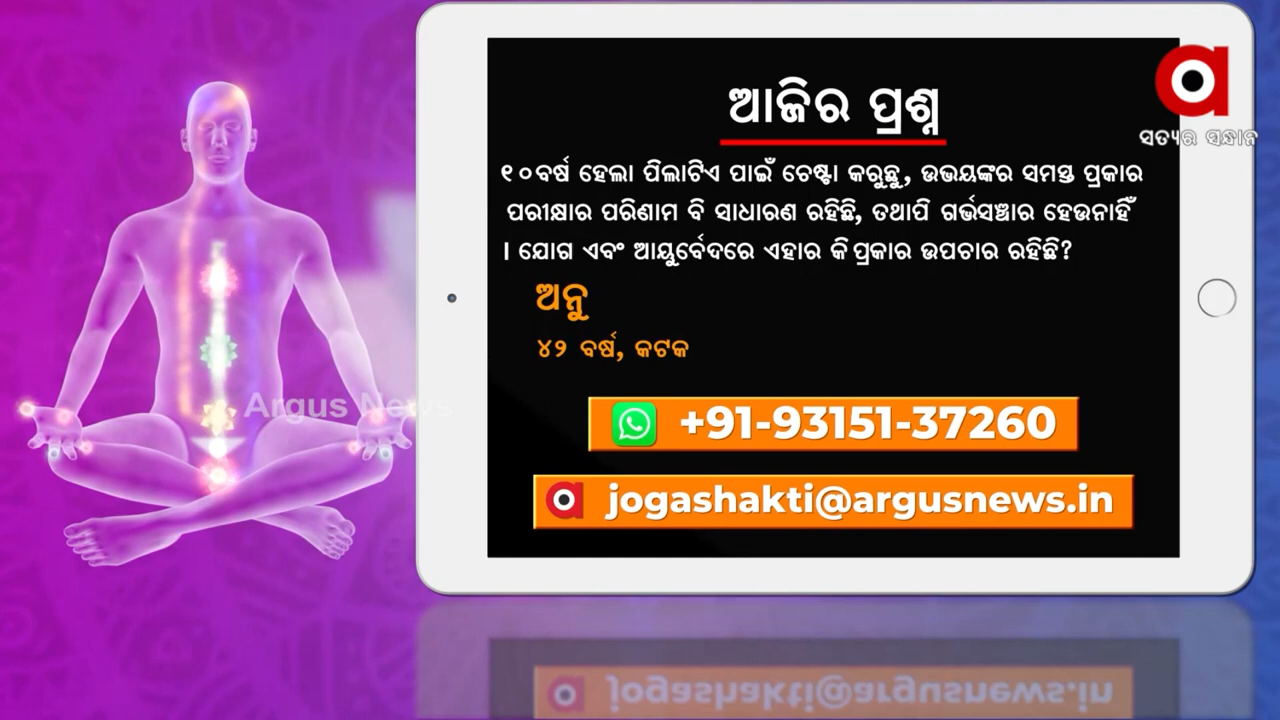 ଆଜିର ପ୍ରଶ୍ନ
ସତ୍ୟର ସନ୍ଧାନ
୧୦ବର୍ଷ ହେଲା ପିଲାଟିଏ ପାଇଁ ଚେଷ୍ଟା କରୁଛୁ, ଉଭୟଙ୍କର ସମସ୍ତ ପ୍ରକାର
ପରୀକ୍ଷାର ପରିଣାମ ବି ସାଧାରଣ ରହିଛି, ତଥାପି ଗର୍ଭସଞ୍ଚାର ହେଉନାହିଁ
। ଯୋଗ ଏବଂ ଆୟୁର୍ବେଦରେ ଏହାର କି ପ୍ରକାର ଉପଚାର ରହିଛି?
ଅନୁ
୪୨ ବର୍ଷ, କଟକ
Argus News
+91-93151-37260
jogashakti@argusnews.in